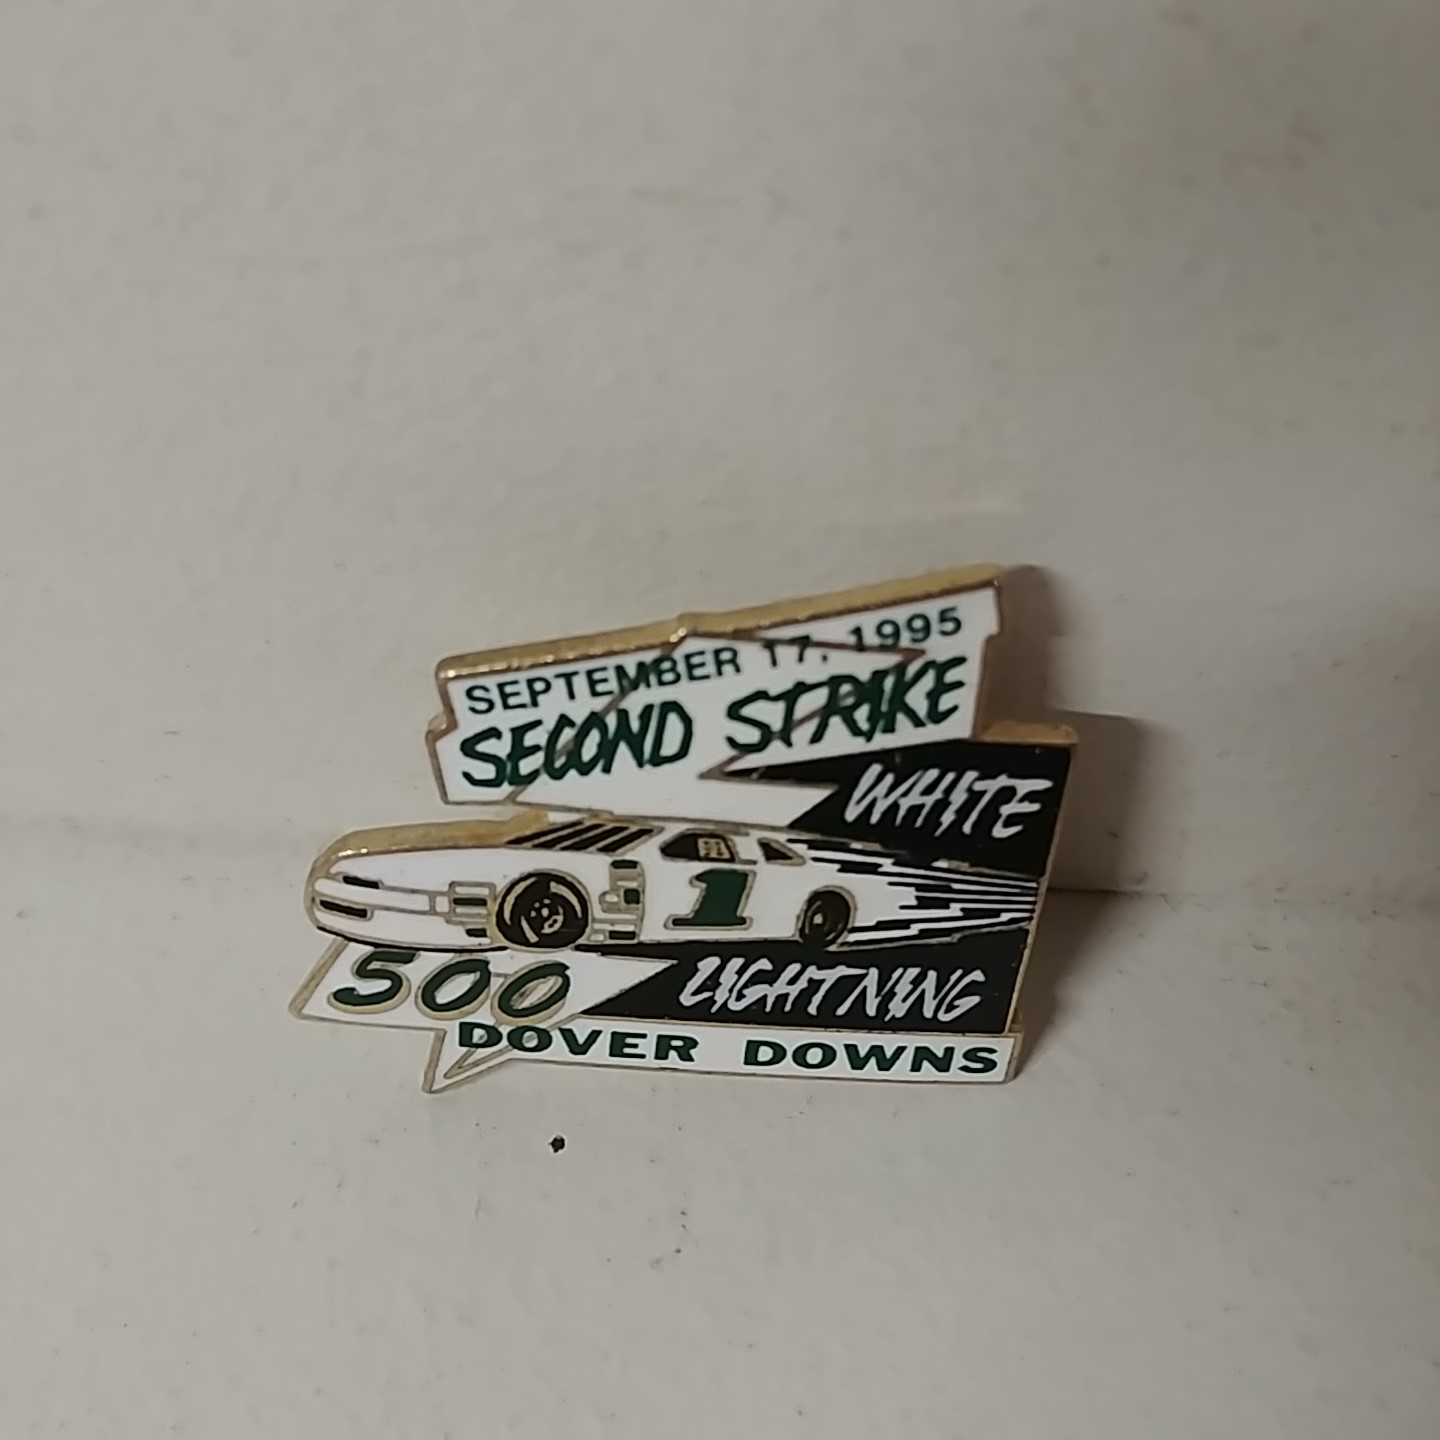 SEPTEMBER 17, 1995
SECOND STRIKE
WHITE
1
LIGHTNING
500
DOVER DOWNS